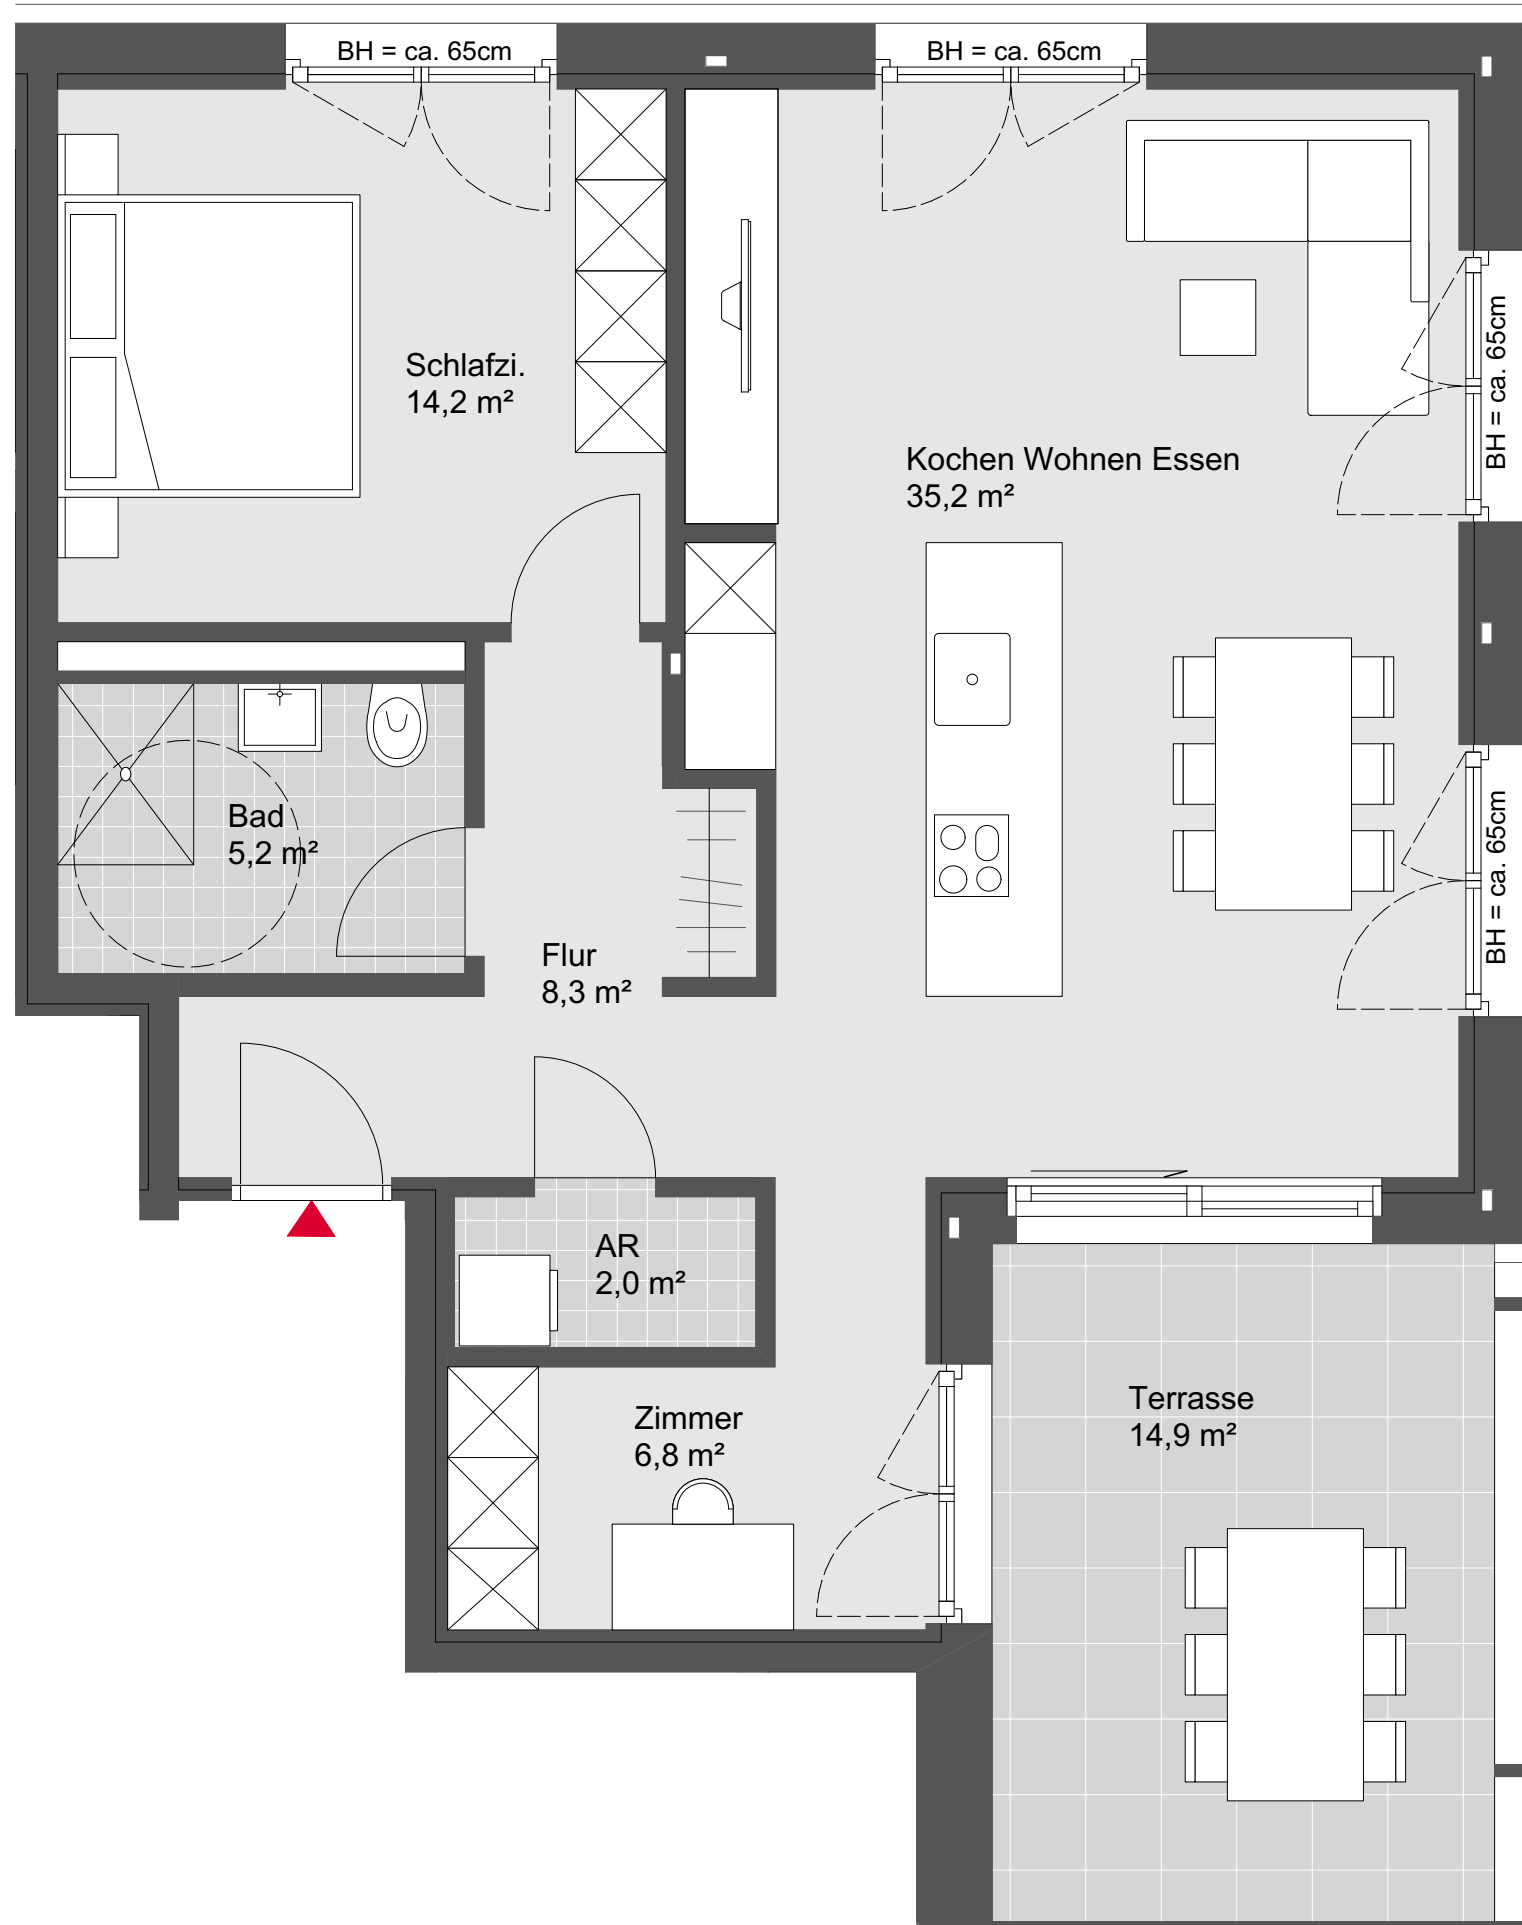 BH = ca. 65cm
BH = ca. 65cm
Schlafzi.
14,2 m²
BH = ca. 65cm
Kochen Wohnen Essen
35,2 m²
Bad
5,2 m²
BH = ca. 65cm
Flur
8,3 m²
AR
2,0 m²
Zimmer
6,8 m²
Terrasse
14,9 m²